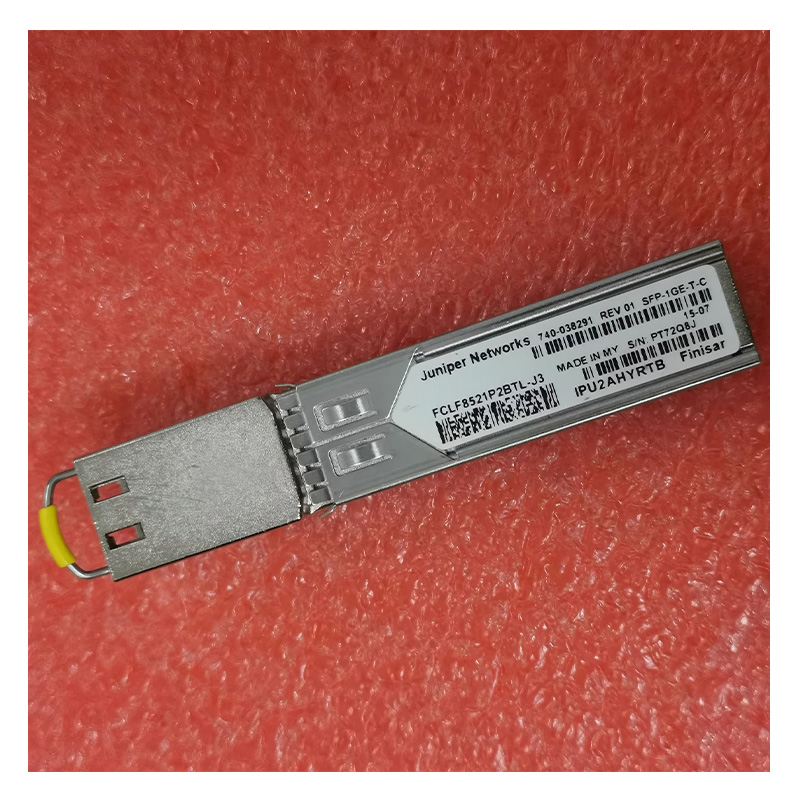 Juniper Networks 740-038291 REV 01 SFP-1GE-T-C
15-07
MADE IN MY S/N: PT72Q8J
FCLF8521P2BTL-J3
IPU2AHYRTB Finisar